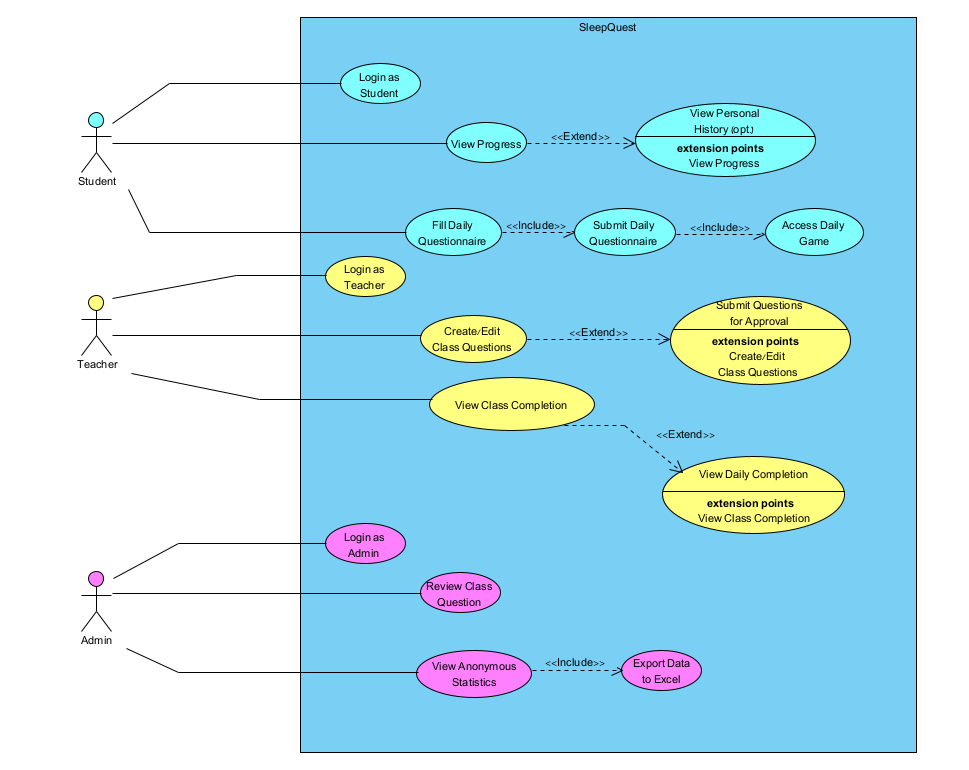 SleepQuest
Login as
Student
View Progress
<<Extend>>
View Personal
History (opt.)
extension points
View Progress
Student
Fill Daily
Questionnaire
<<Include>>
Submit Daily
Questionnaire
<<Include>>
Access Daily
Game
Login as
Teacher
Teacher
Create/Edit
Class Questions
<<Extend>>
Submit Questions
for Approval
extension points
Create/Edit
Class Questions
View Class Completion
<<Extend>>
View Daily Completion
extension points
View Class Completion
Login as
Admin
Admin
Review Class
Question
View Anonymous
Statistics
<<Include>>
Export Data
to Excel